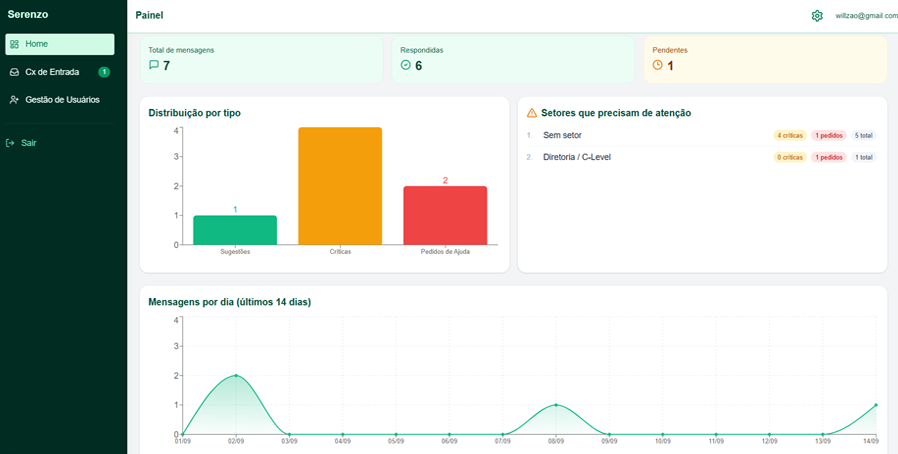 Serenzo
Home
Cx de Entrada 1
Gestão de Usuários
Sair
Painel
willzao@gmail.com
Total de mensagens
7
Respondidas
6
Pendentes
1
Distribuição por tipo
4
3
2
1
0
1
2
Sugestões
Críticas
Pedidos de Ajuda
Setores que precisam de atenção
1. Sem setor 4 críticas 1 pedidos 5 total
2. Diretoria / C-Level 0 críticas 1 pedidos 1 total
Mensagens por dia (últimos 14 dias)
4
3
2
1
0
01/09 02/09 03/09 04/09 05/09 06/09 07/09 08/09 09/09 10/09 11/09 12/09 13/09 14/09